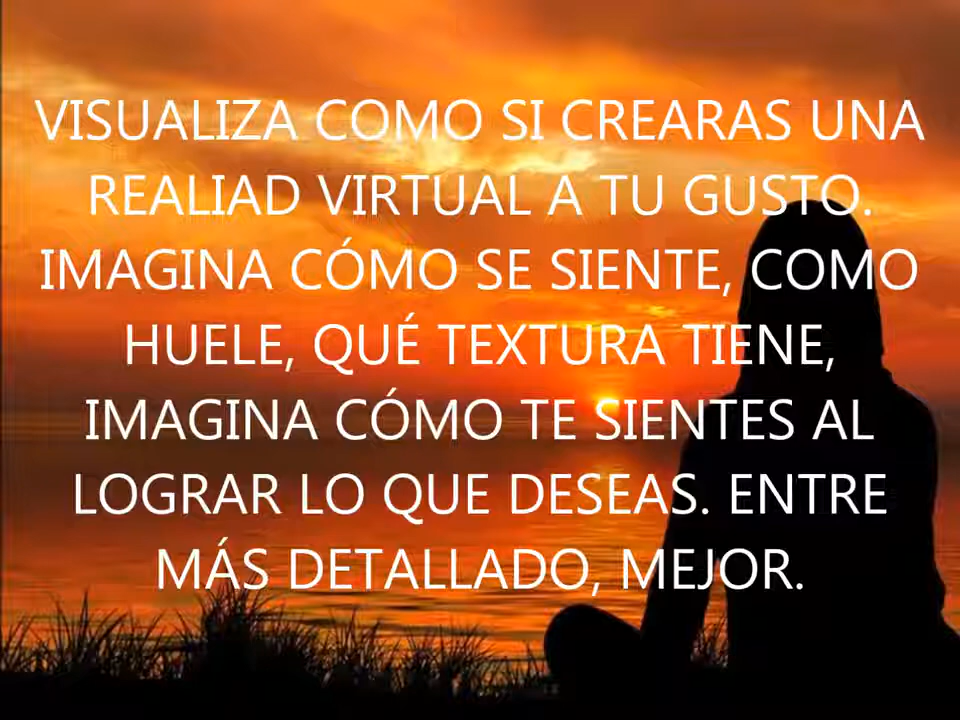 VISUALIZA COMO SI CREARAS UNA
REALIAD VIRTUAL A TU GUSTO.
IMAGINA CÓMO SE SIENTE, COMO
HUELE, QUÉ TEXTURA TIENE,
IMAGINA CÓMO TE SIENTES AL
LOGRAR LO QUE DESEAS. ENTRE
MÁS DETALLADO, MEJOR.